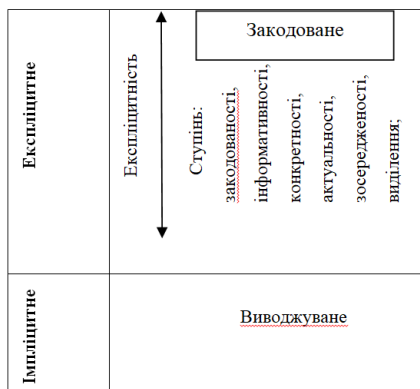 Експліцитне
Експліцитність
Закодоване
Ступінь:
закодованості,
інформативності,
конкретності,
актуальності,
зосередженості,
виділення;
Імпліцитне
Виводжуване